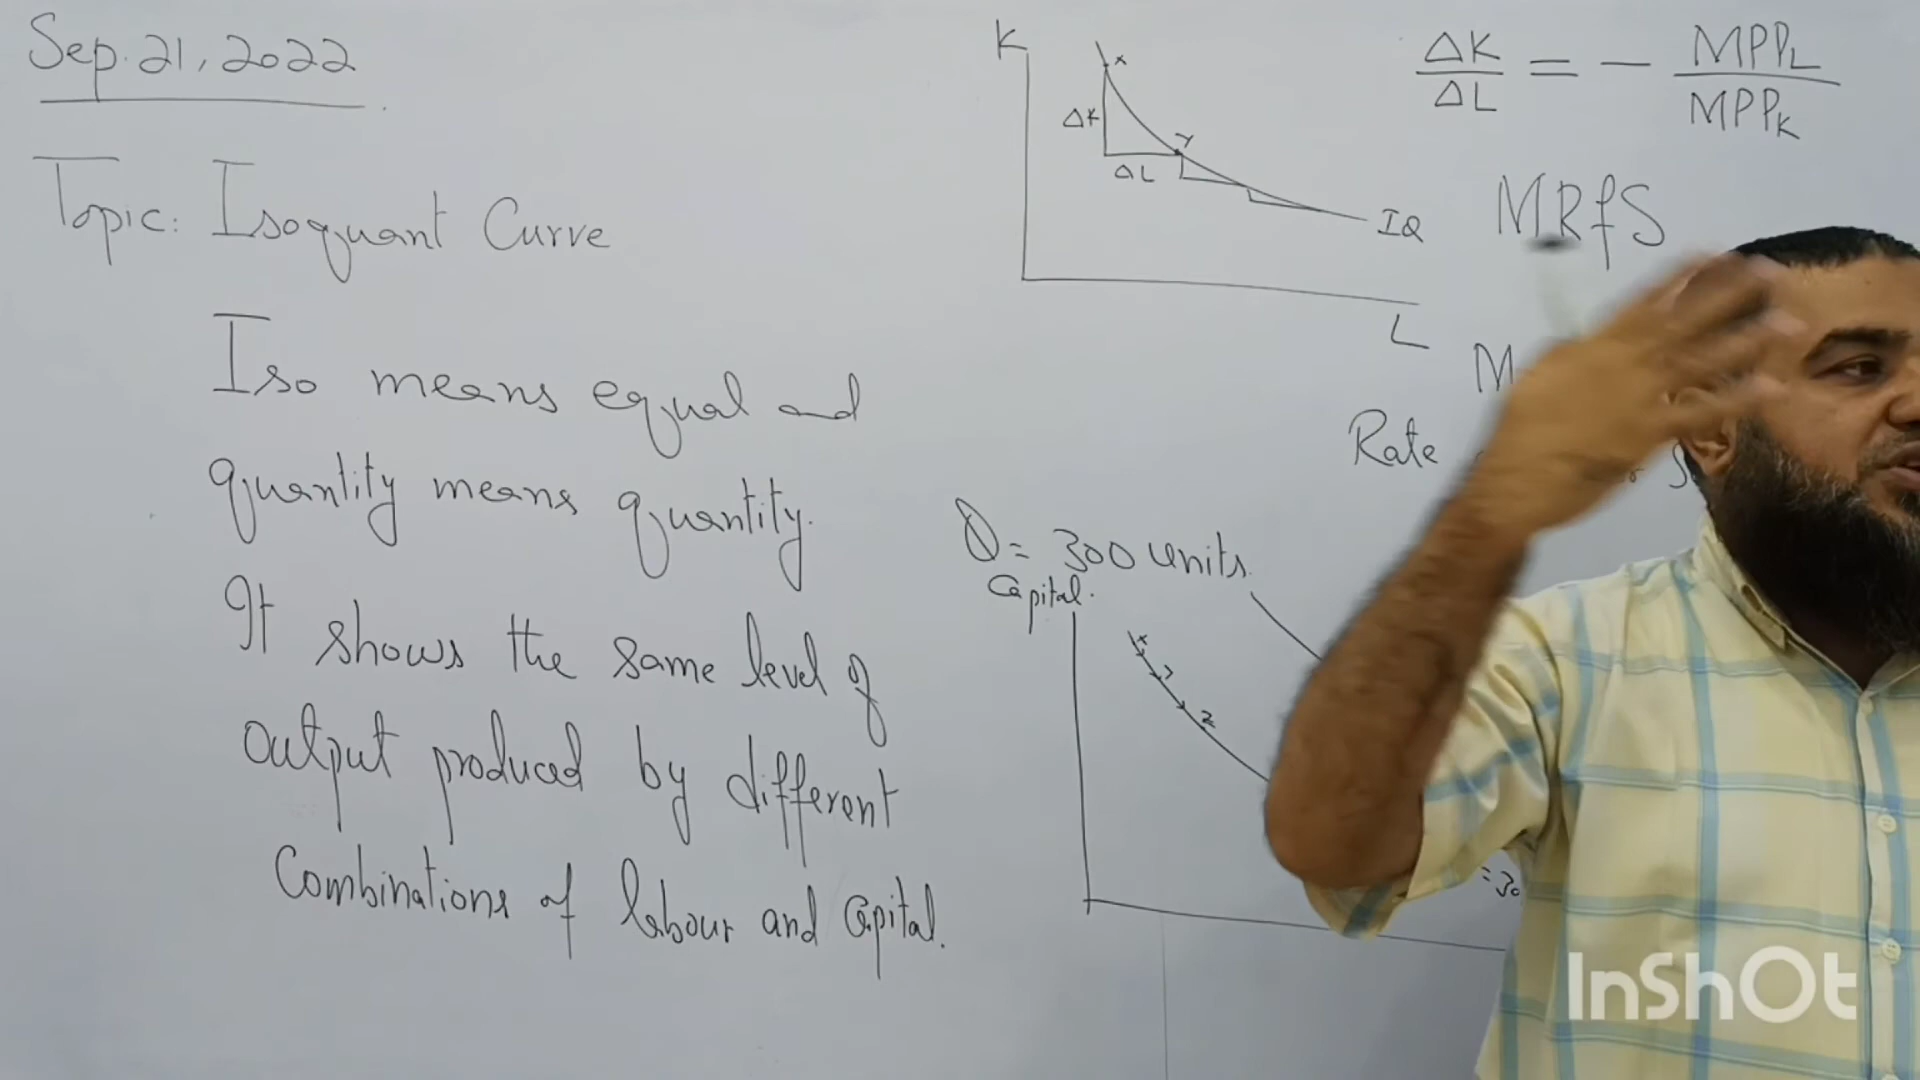 Sep. 21, 2022
Topic: Isoquant Curve
Iso means equal and
quantity means quantity.
It shows the same level of
output produced by different
Combinations of labour and Capital.
K
x
ΔK
Y
ΔL
IQ
L
ΔK/ΔL = - MPPL/MPPK
MRfS
M
Rate
Q = 300 units.
Capital.
x
y
z
= 30
InShOt